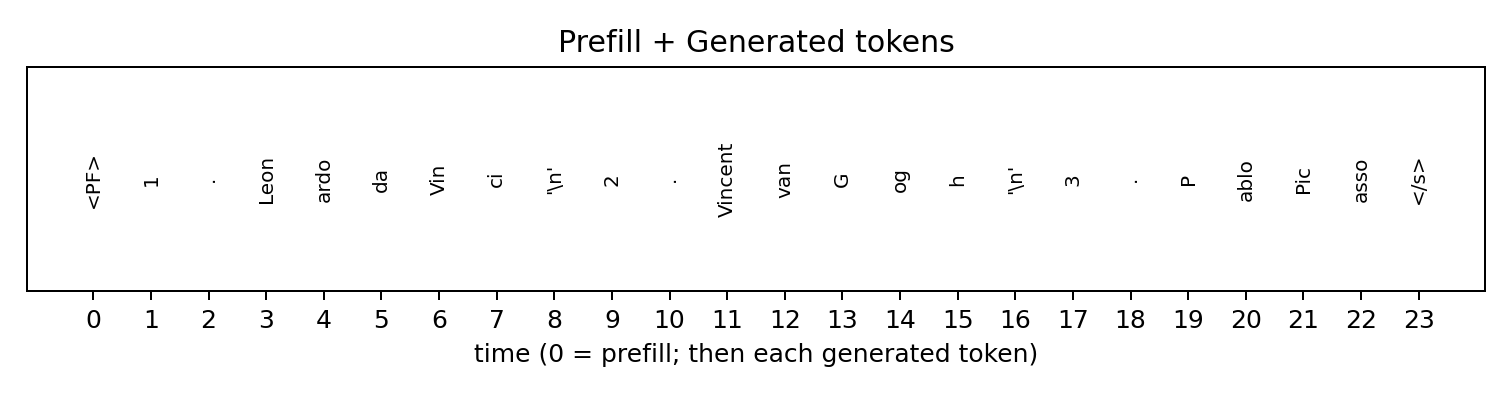 Prefill + Generated tokens
<PF> 1 . Leon ardo da Vin ci '\n' 2 . Vincent van G og h '\n' 3 . P ablo Pic asso </s>
0 1 2 3 4 5 6 7 8 9 10 11 12 13 14 15 16 17 18 19 20 21 22 23
time (0 = prefill; then each generated token)